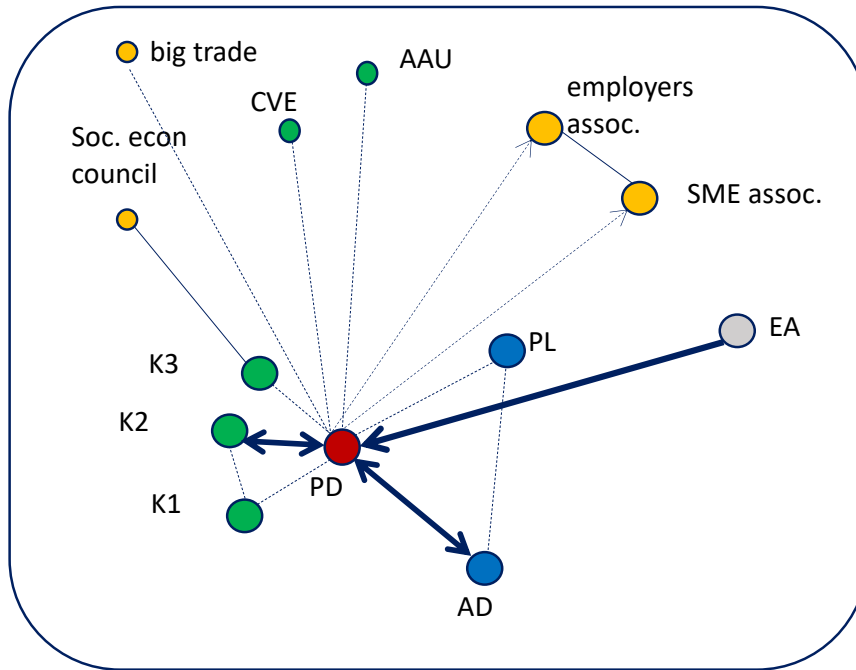 big trade
AAU
CVE
employers
assoc.
Soc. econ
council
SME assoc.
EA
PL
K3
K2
PD
K1
AD